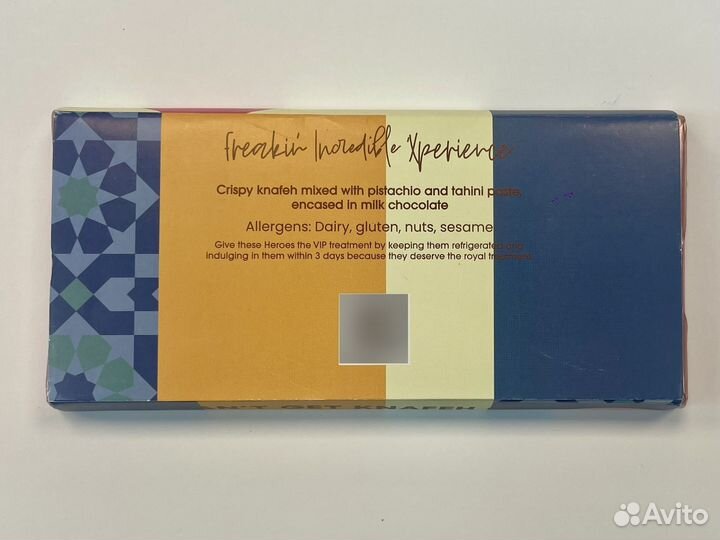 Freakin' Incredible Xperience
Crispy knafeh mixed with pistachio and tahini paste,
encased in milk chocolate
Allergens: Dairy, gluten, nuts, sesame
Give these Heroes the VIP treatment by keeping them refrigerated and
indulging in them within 3 days because they deserve the royal treatment
N'T GET KNAFEH
Avito